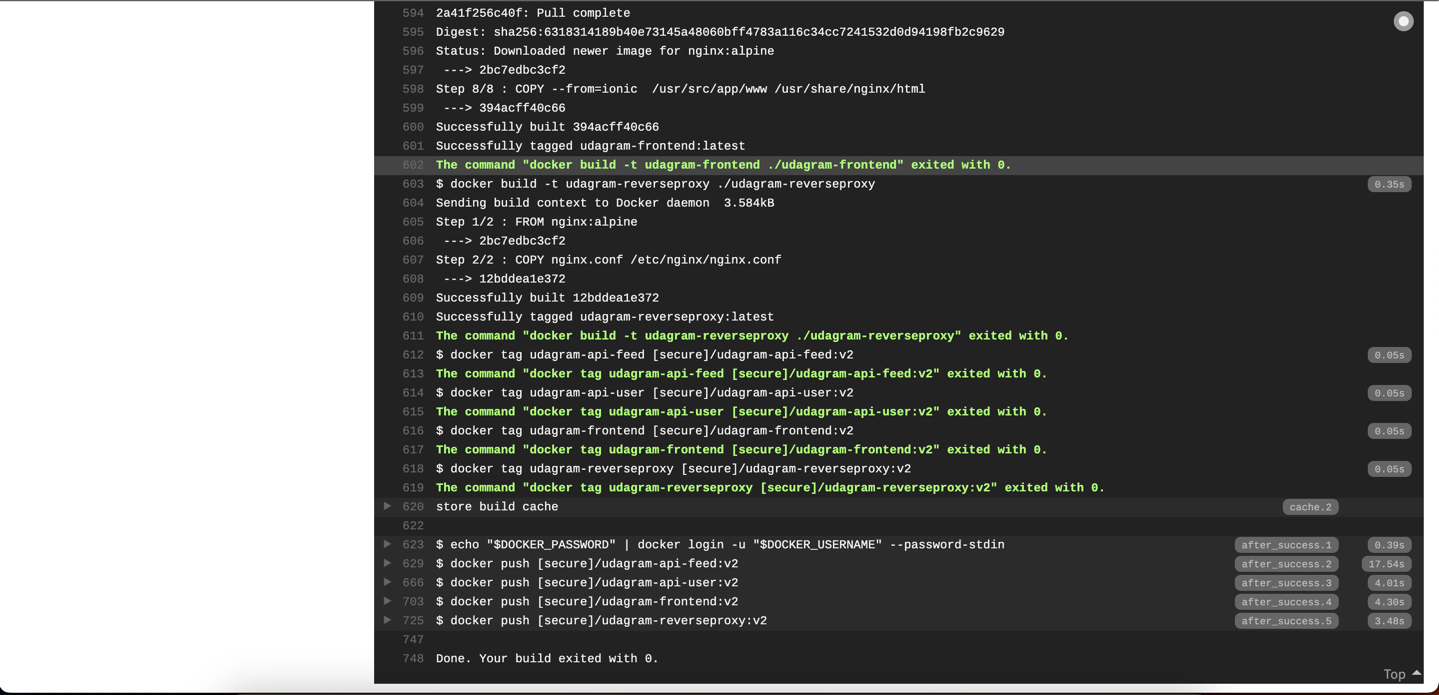 594 2a41f256c40f: Pull complete
595 Digest: sha256:6318314189b40e73145a48060bff4783a116c34cc7241532d0d94198fb2c9629
596 Status: Downloaded newer image for nginx:alpine
597  ---> 2bc7edbc3cf2
598 Step 8/8 : COPY --from=ionic  /usr/src/app/www /usr/share/nginx/html
599  ---> 394acff40c66
600 Successfully built 394acff40c66
601 Successfully tagged udagram-frontend:latest
602 The command "docker build -t udagram-frontend ./udagram-frontend" exited with 0.
603 $ docker build -t udagram-reverseproxy ./udagram-reverseproxy 0.35s
604 Sending build context to Docker daemon  3.584kB
605 Step 1/2 : FROM nginx:alpine
606  ---> 2bc7edbc3cf2
607 Step 2/2 : COPY nginx.conf /etc/nginx/nginx.conf
608  ---> 12bddea1e372
609 Successfully built 12bddea1e372
610 Successfully tagged udagram-reverseproxy:latest
611 The command "docker build -t udagram-reverseproxy ./udagram-reverseproxy" exited with 0.
612 $ docker tag udagram-api-feed [secure]/udagram-api-feed:v2 0.05s
613 The command "docker tag udagram-api-feed [secure]/udagram-api-feed:v2" exited with 0.
614 $ docker tag udagram-api-user [secure]/udagram-api-user:v2 0.05s
615 The command "docker tag udagram-api-user [secure]/udagram-api-user:v2" exited with 0.
616 $ docker tag udagram-frontend [secure]/udagram-frontend:v2 0.05s
617 The command "docker tag udagram-frontend [secure]/udagram-frontend:v2" exited with 0.
618 $ docker tag udagram-reverseproxy [secure]/udagram-reverseproxy:v2 0.05s
619 The command "docker tag udagram-reverseproxy [secure]/udagram-reverseproxy:v2" exited with 0.
620 store build cache cache.2
622
623 $ echo "$DOCKER_PASSWORD" | docker login -u "$DOCKER_USERNAME" --password-stdin after_success.1 0.39s
629 $ docker push [secure]/udagram-api-feed:v2 after_success.2 17.54s
666 $ docker push [secure]/udagram-api-user:v2 after_success.3 4.01s
703 $ docker push [secure]/udagram-frontend:v2 after_success.4 4.30s
725 $ docker push [secure]/udagram-reverseproxy:v2 after_success.5 3.48s
747
748 Done. Your build exited with 0.
Top